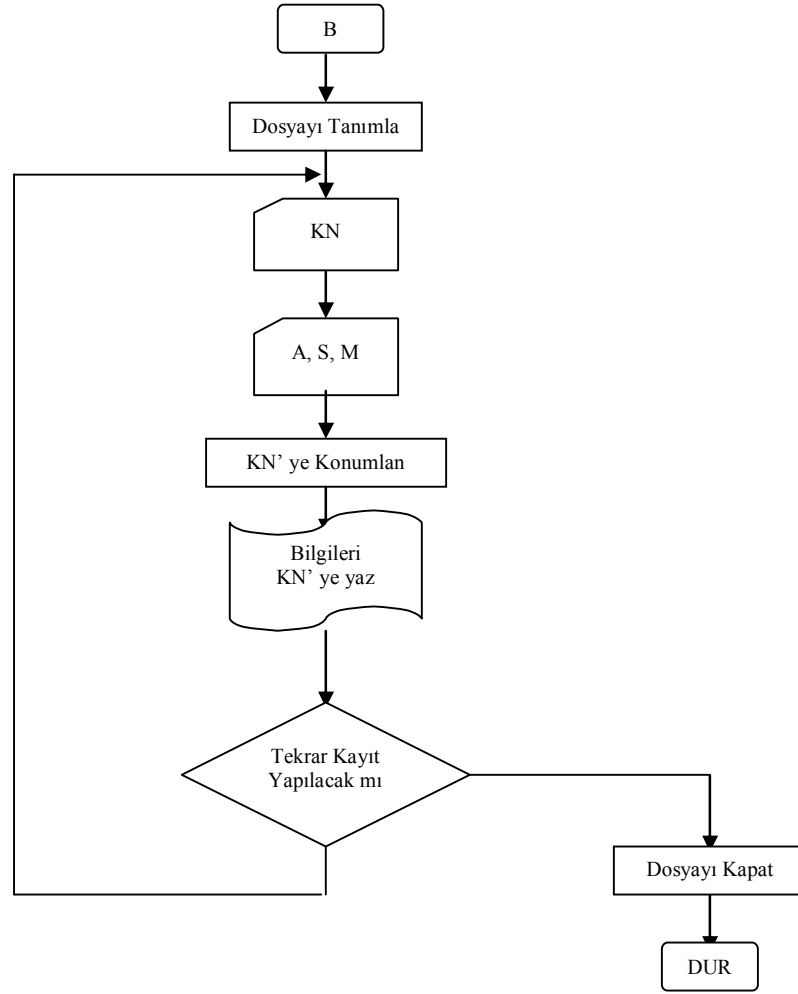 B
Dosyayı Tanımla
KN
A, S, M
KN’ ye Konumlan
Bilgileri
KN’ ye yaz
Tekrar Kayıt
Yapılacak mı
Dosyayı Kapat
DUR